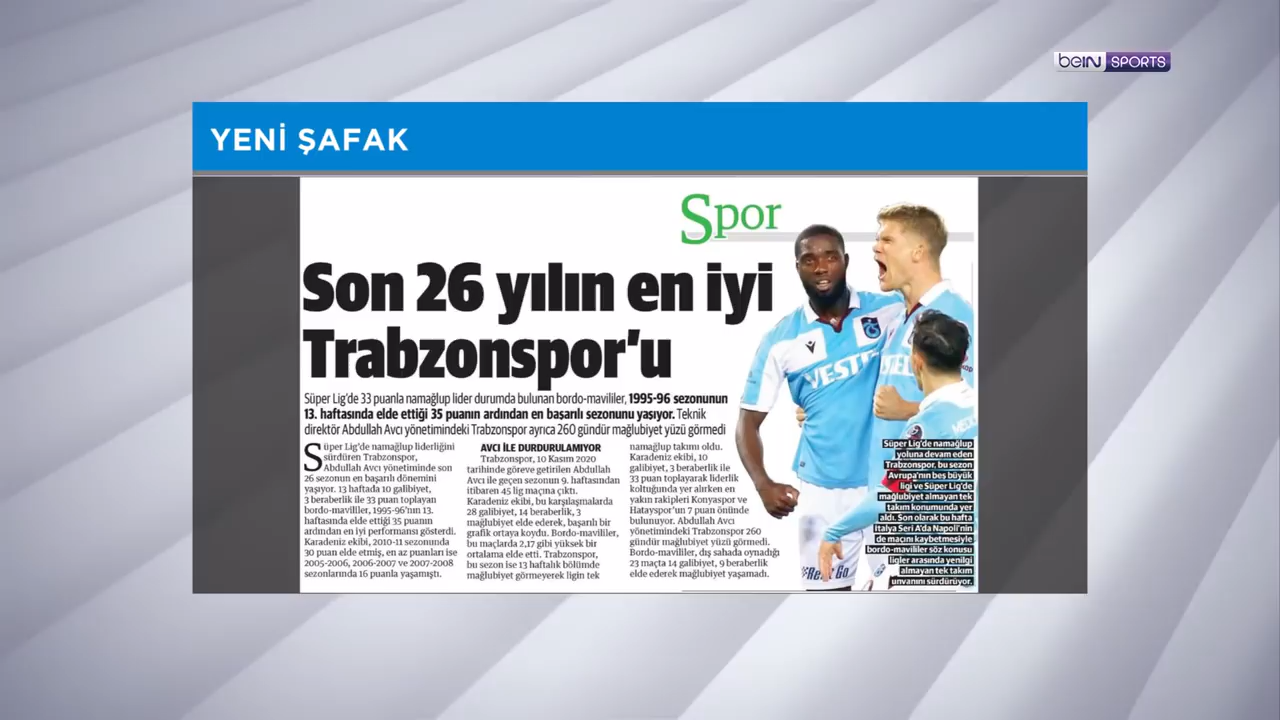 beIN SPORTS
YENİ ŞAFAK
Spor
Son 26 yılın en iyi
Trabzonspor'u
Süper Lig'de 33 puanla namağlup lider durumda bulunan bordo-mavililer, 1995-96 sezonunun
13. haftasında elde ettiği 35 puanın ardından en başarılı sezonunu yaşıyor. Teknik
direktör Abdullah Avcı yönetimindeki Trabzonspor ayrıca 260 gündür mağlubiyet yüzü görmedi
Süper Lig'de namağlup liderliğini
sürdüren Trabzonspor,
Abdullah Avcı yönetiminde son
26 sezonun en başarılı dönemini
yaşıyor. 13 haftada 10 galibiyet,
3 beraberlik ile 33 puan toplayan
bordo-mavililer, 1995-96'nın 13.
haftasında elde ettiği 35 puanın
ardından en iyi performansı gösterdi.
Karadeniz ekibi, 2010-11 sezonunda
30 puan elde etmiş, en az puanları ise
2005-2006, 2006-2007 ve 2007-2008
sezonlarında 16 puanla yaşamıştı.
AVCI İLE DURDURULAMIYOR
Trabzonspor, 10 Kasım 2020
tarihinde göreve getirilen Abdullah
Avcı ile geçen sezonun 9. haftasından
itibaren 45 lig maçına çıktı.
Karadeniz ekibi, bu karşılaşmalarda
28 galibiyet, 14 beraberlik, 3
mağlubiyet elde ederek, başarılı bir
grafik ortaya koydu. Bordo-mavililer,
bu maçlarda 2,17 gibi yüksek bir
ortalama elde etti. Trabzonspor,
bu sezon ise 13 haftalık bölümde
mağlubiyet görmeyerek ligin tek
namağlup takımı oldu.
Karadeniz ekibi, 10
galibiyet, 3 beraberlik ile
33 puan toplayarak liderlik
koltuğunda yer alırken en
yakın rakipleri Konyaspor ve
Hatayspor'un 7 puan önünde
bulunuyor. Abdullah Avcı
yönetimindeki Trabzonspor 260
gündür mağlubiyet yüzü görmedi.
Bordo-mavililer, dış sahada oynadığı
23 maçta 14 galibiyet, 9 beraberlik
elde ederek mağlubiyet yaşamadı.
Süper Lig'de namağlup
yoluna devam eden
Trabzonspor, bu sezon
Avrupa'nın beş büyük
ligi ve Süper Lig'de
mağlubiyet almayan tek
takım konumunda yer
aldı. Son olarak bu hafta
İtalya Seri A'da Napoli'nin
de maçını kaybetmesiyle
bordo-mavililer söz konusu
ligler arasında yenilgi
almayan tek takım
unvanını sürdürüyor.